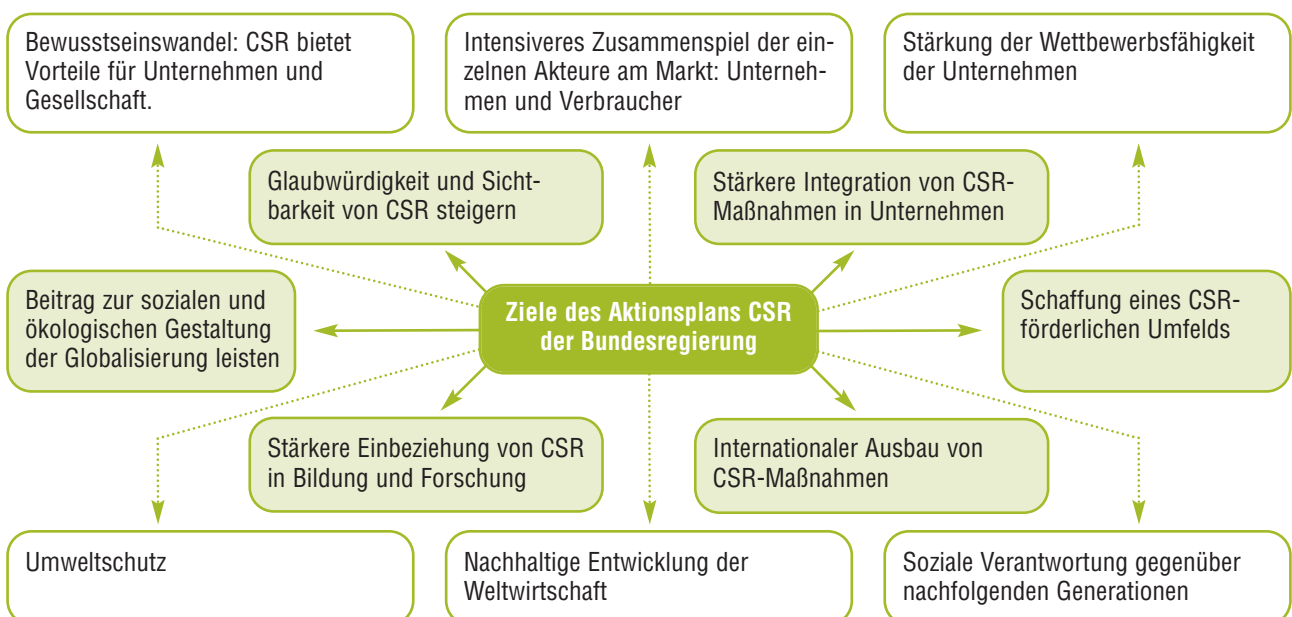 Bewusstseinswandel: CSR bietet
Vorteile für Unternehmen und
Gesellschaft.
Intensiveres Zusammenspiel der ein-
zelnen Akteure am Markt: Unterneh-
men und Verbraucher
Stärkung der Wettbewerbsfähigkeit
der Unternehmen
Glaubwürdigkeit und Sicht-
barkeit von CSR steigern
Stärkere Integration von CSR-
Maßnahmen in Unternehmen
Beitrag zur sozialen und
ökologischen Gestaltung
der Globalisierung leisten
Ziele des Aktionsplans CSR
der Bundesregierung
Schaffung eines CSR-
förderlichen Umfelds
Stärkere Einbeziehung von CSR
in Bildung und Forschung
Internationaler Ausbau von
CSR-Maßnahmen
Umweltschutz
Nachhaltige Entwicklung der
Weltwirtschaft
Soziale Verantwortung gegenüber
nachfolgenden Generationen